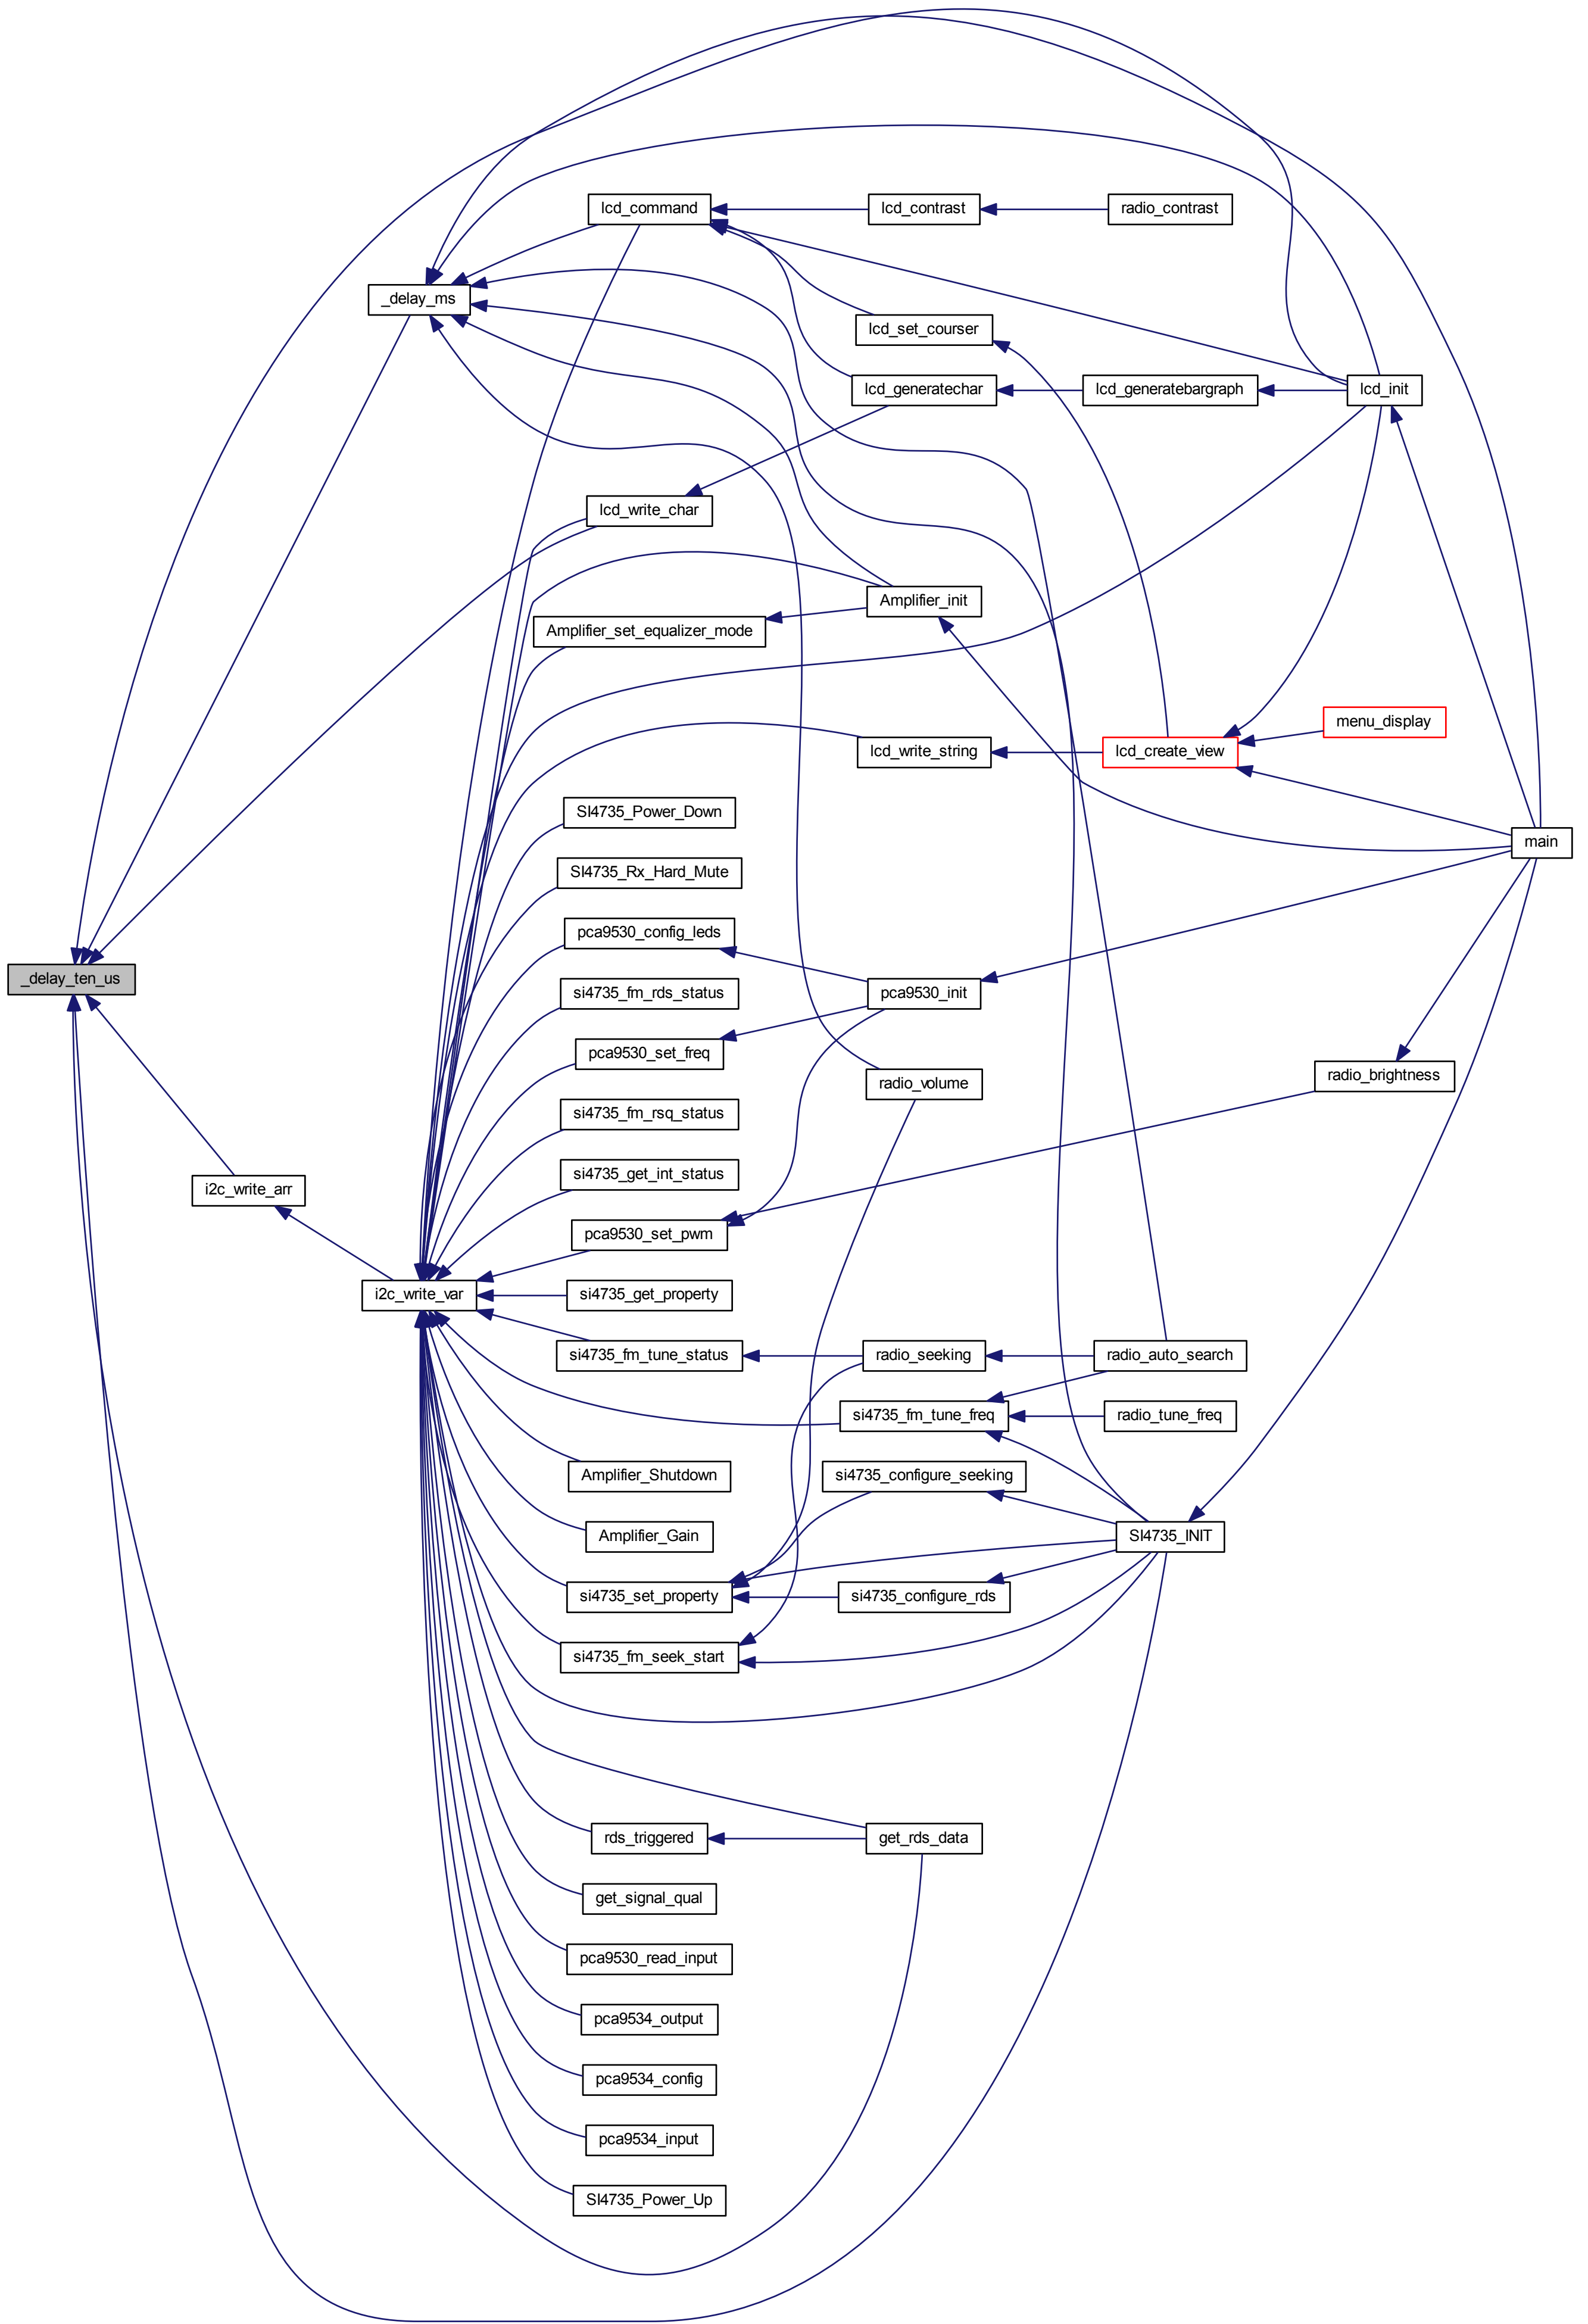 _delay_ten_us
_delay_ms
i2c_write_arr
i2c_write_var
lcd_command
lcd_write_char
Amplifier_set_equalizer_mode
SI4735_Power_Down
SI4735_Rx_Hard_Mute
pca9530_config_leds
si4735_fm_rds_status
pca9530_set_freq
si4735_fm_rsq_status
si4735_get_int_status
pca9530_set_pwm
si4735_get_property
si4735_fm_tune_status
Amplifier_Shutdown
Amplifier_Gain
si4735_set_property
si4735_fm_seek_start
rds_triggered
get_signal_qual
pca9530_read_input
pca9534_output
pca9534_config
pca9534_input
SI4735_Power_Up
lcd_contrast
lcd_set_courser
lcd_generatechar
Amplifier_init
lcd_write_string
pca9530_init
radio_volume
radio_seeking
si4735_fm_tune_freq
si4735_configure_seeking
si4735_configure_rds
get_rds_data
radio_contrast
lcd_generatebargraph
lcd_create_view
radio_auto_search
radio_tune_freq
SI4735_INIT
lcd_init
menu_display
radio_brightness
main